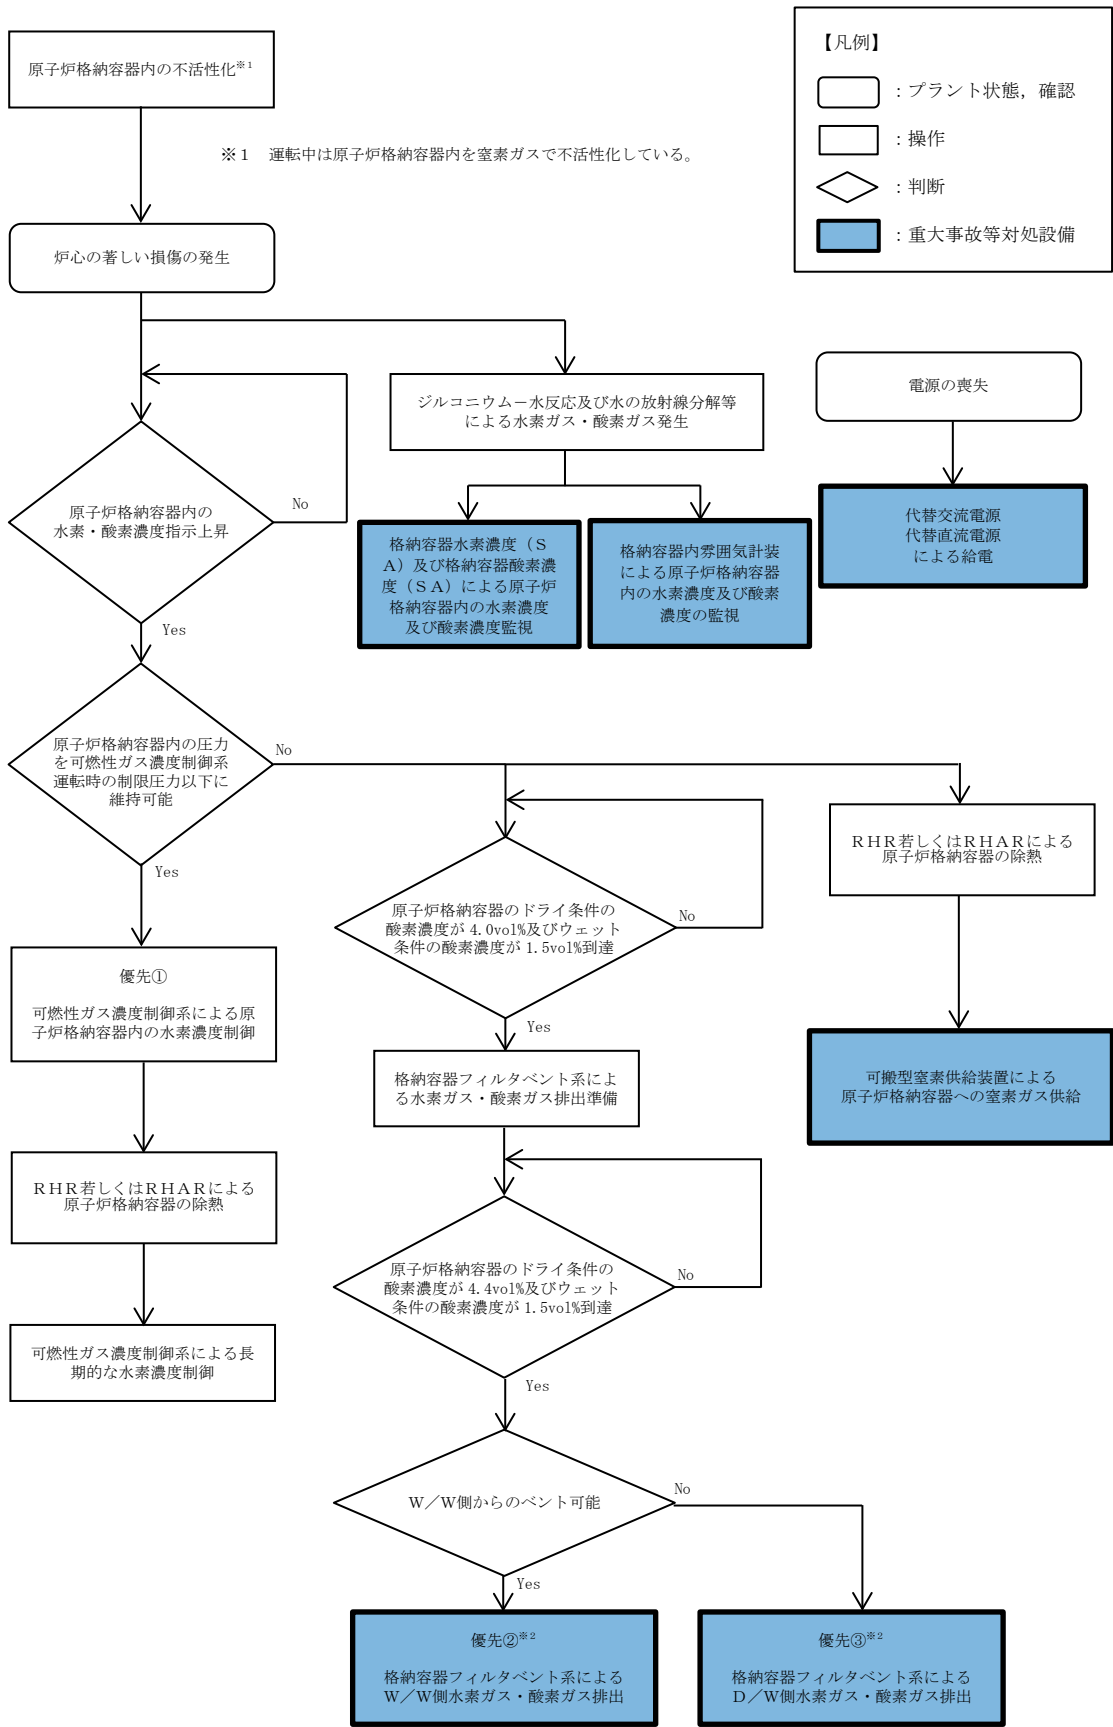 原子炉格納容器内の不活性化※1
【凡例】
：プラント状態，確認
：操作
：判断
：重大事故等対処設備
※１　運転中は原子炉格納容器内を窒素ガスで不活性化している。
炉心の著しい損傷の発生
ジルコニウム－水反応及び水の放射線分解等
による水素ガス・酸素ガス発生
電源の喪失
原子炉格納容器内の
水素・酸素濃度指示上昇
No
Yes
格納容器水素濃度（Ｓ
Ａ）及び格納容器酸素濃
度（ＳＡ）による原子炉
格納容器内の水素濃度
及び酸素濃度監視
格納容器内雰囲気計装
による原子炉格納容器
内の水素濃度及び酸素
濃度の監視
代替交流電源
代替直流電源
による給電
原子炉格納容器内の圧力
を可燃性ガス濃度制御系
運転時の制限圧力以下に
維持可能
No
Yes
優先①
可燃性ガス濃度制御系による原
子炉格納容器内の水素濃度制御
ＲＨＲ若しくはＲＨＡＲによる
原子炉格納容器の除熱
可燃性ガス濃度制御系による長
期的な水素濃度制御
原子炉格納容器のドライ条件の
酸素濃度が 4.0vol%及びウェット
条件の酸素濃度が 1.5vol%到達
No
Yes
格納容器フィルタベント系によ
る水素ガス・酸素ガス排出準備
原子炉格納容器のドライ条件の
酸素濃度が 4.4vol%及びウェット
条件の酸素濃度が 1.5vol%到達
No
Yes
Ｗ／Ｗ側からのベント可能
No
Yes
優先②※2
格納容器フィルタベント系による
Ｗ／Ｗ側水素ガス・酸素ガス排出
優先③※2
格納容器フィルタベント系による
Ｄ／Ｗ側水素ガス・酸素ガス排出
ＲＨＲ若しくはＲＨＡＲによる
原子炉格納容器の除熱
可搬型窒素供給装置による
原子炉格納容器への窒素ガス供給